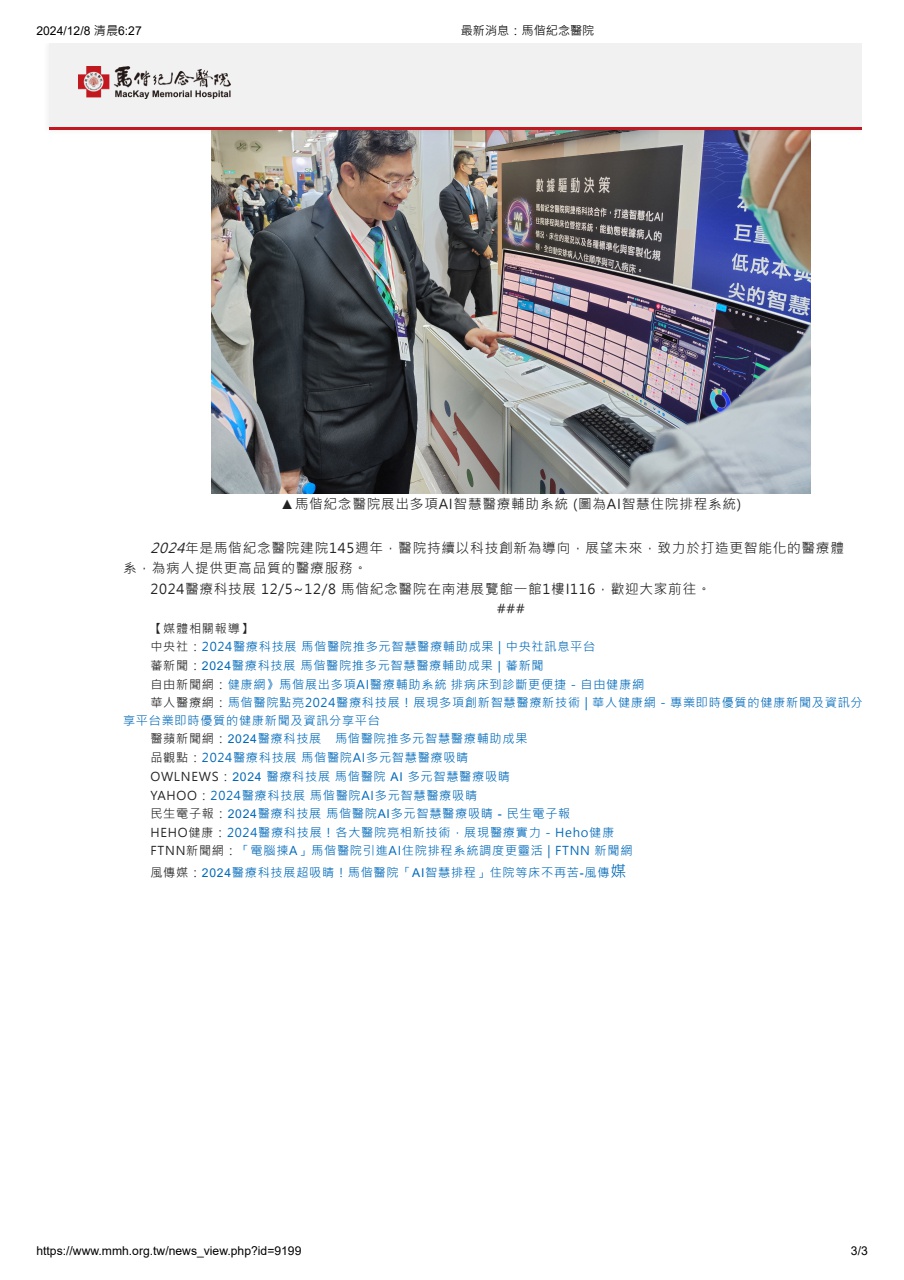 2024/12/8 清晨6:27
最新消息：馬偕紀念醫院
馬偕紀念醫院
MacKay Memorial Hospital
數據驅動決策
馬偕紀念醫院與捷格科技合作，打造智慧化AI
住院排程與床位管控系統，能動態根據病人的
情況、床位的現況以及各種標準化與客製化規
則，全自動安排病人入住順序與可入病床。
巨量
低成本與
尖的智慧
▲馬偕紀念醫院展出多項AI智慧醫療輔助系統 (圖為AI智慧住院排程系統)
2024年是馬偕紀念醫院建院145週年，醫院持續以科技創新為導向，展望未來，致力於打造更智能化的醫療體
系，為病人提供更高品質的醫療服務。
2024醫療科技展 12/5~12/8 馬偕紀念醫院在南港展覽館一館1樓I116，歡迎大家前往。
###
【媒體相關報導】
中央社：2024醫療科技展 馬偕醫院推多元智慧醫療輔助成果 | 中央社訊息平台
蕃新聞：2024醫療科技展 馬偕醫院推多元智慧醫療輔助成果 | 蕃新聞
自由新聞網：健康網》馬偕展出多項AI醫療輔助系統 排病床到診斷更便捷 - 自由健康網
華人醫療網：馬偕醫院點亮2024醫療科技展！展現多項創新智慧醫療新技術 | 華人健康網 - 專業即時優質的健康新聞及資訊分
享平台業即時優質的健康新聞及資訊分享平台
醫蘋新聞網：2024醫療科技展　馬偕醫院推多元智慧醫療輔助成果
品觀點：2024醫療科技展 馬偕醫院AI多元智慧醫療吸睛
OWLNEWS：2024 醫療科技展 馬偕醫院 AI 多元智慧醫療吸睛
YAHOO：2024醫療科技展 馬偕醫院AI多元智慧醫療吸睛
民生電子報：2024醫療科技展 馬偕醫院AI多元智慧醫療吸睛 - 民生電子報
HEHO健康：2024醫療科技展！各大醫院亮相新技術，展現醫療實力 - Heho健康
FTNN新聞網：「電腦揀A」馬偕醫院引進AI住院排程系統調度更靈活 | FTNN 新聞網
風傳媒：2024醫療科技展超吸睛！馬偕醫院「AI智慧排程」住院等床不再苦-風傳媒
https://www.mmh.org.tw/news_view.php?id=9199
3/3